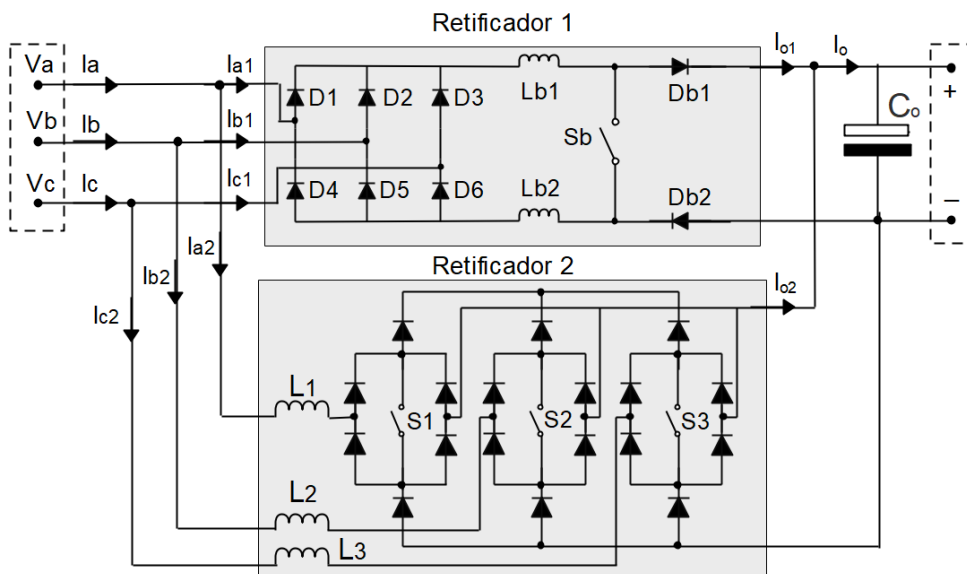 Retificador 1
Va Ia Ia1
Vb Ib Ib1
Vc Ic Ic1
D1 D2 D3
D4 D5 D6
Lb1
Lb2
Sb
Db1
Db2
Io1 Io
Co
+
−
Ia2
Ib2
Ic2
Retificador 2
Io2
L1
L2
L3
S1 S2 S3